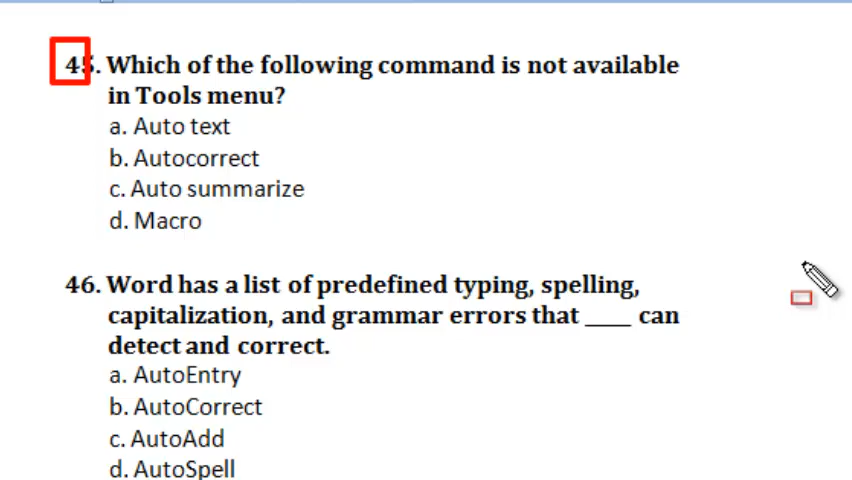 45. Which of the following command is not available
in Tools menu?
a. Auto text
b. Autocorrect
c. Auto summarize
d. Macro
46. Word has a list of predefined typing, spelling,
capitalization, and grammar errors that ____ can
detect and correct.
a. AutoEntry
b. AutoCorrect
c. AutoAdd
d. AutoSpell